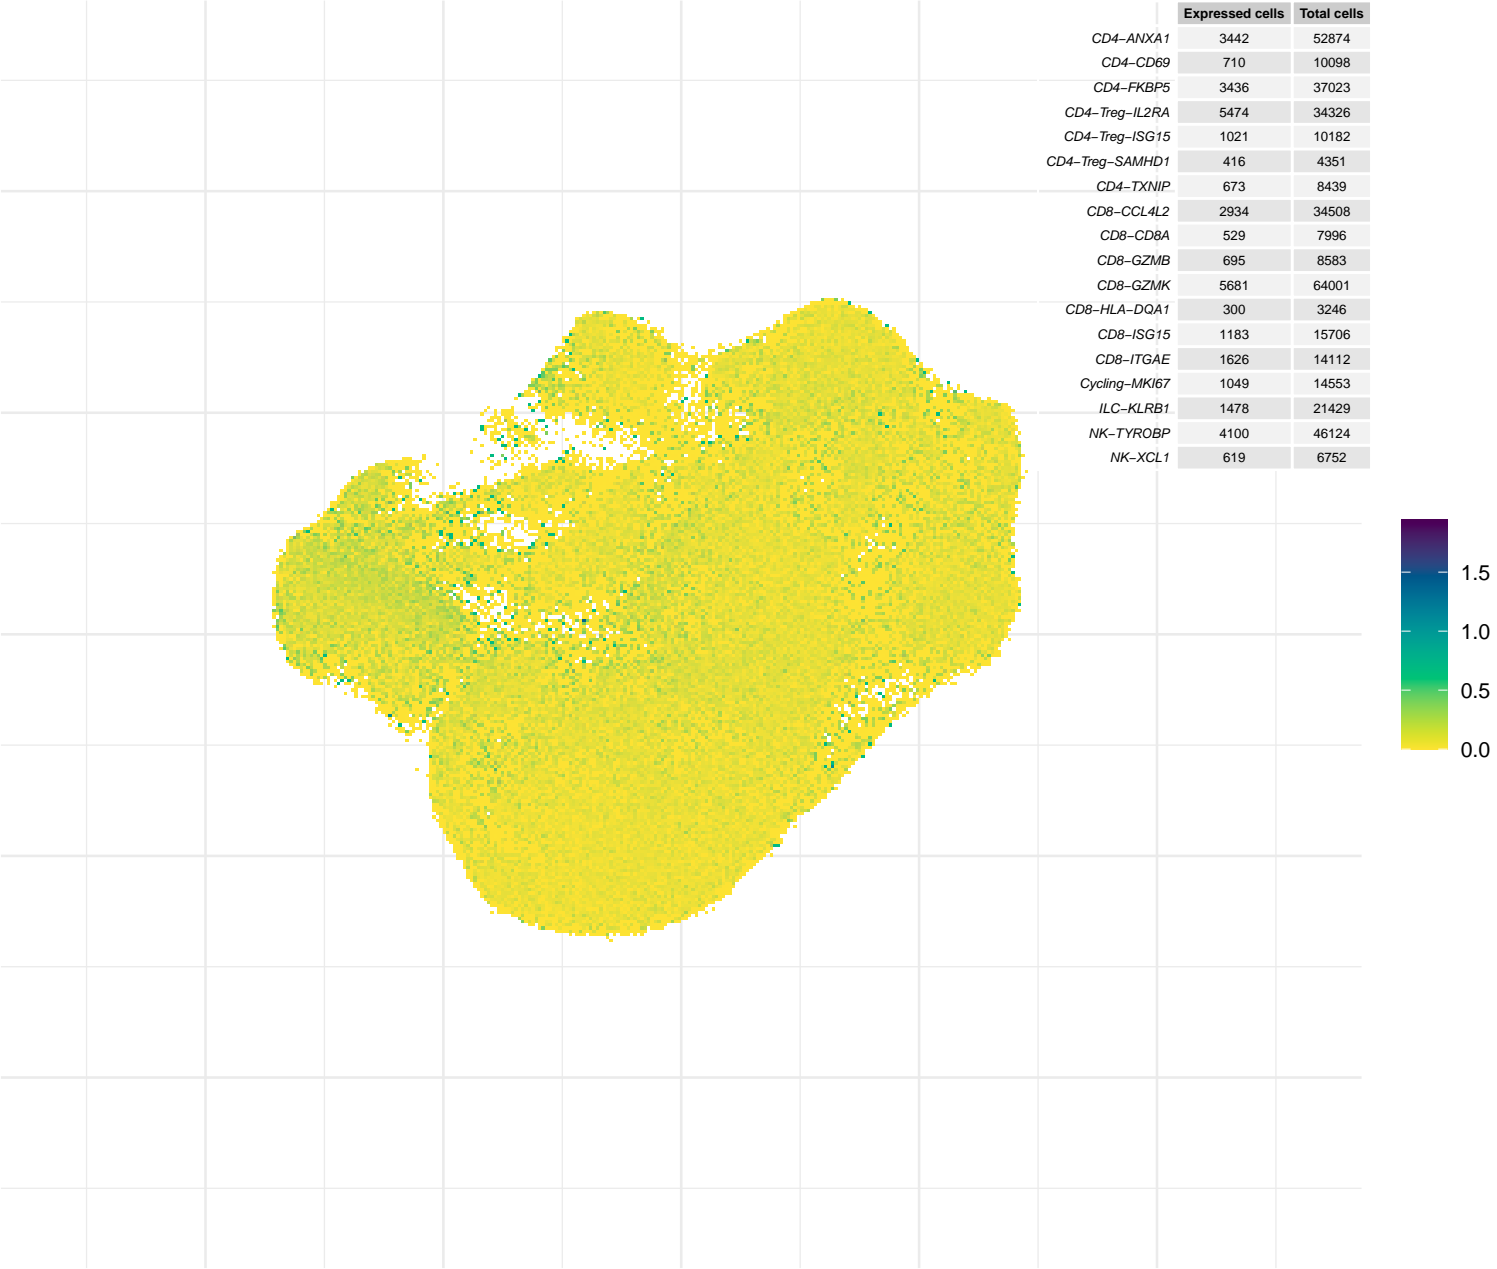 Expressed cells Total cells
CD4−ANXA1 3442 52874
CD4−CD69 710 10098
CD4−FKBP5 3436 37023
CD4−Treg−IL2RA 5474 34326
CD4−Treg−ISG15 1021 10182
CD4−Treg−SAMHD1 416 4351
CD4−TXNIP 673 8439
CD8−CCL4L2 2934 34508
CD8−CD8A 529 7996
CD8−GZMB 695 8583
CD8−GZMK 5681 64001
CD8−HLA−DQA1 300 3246
CD8−ISG15 1183 15706
CD8−ITGAE 1626 14112
Cycling−MKI67 1049 14553
ILC−KLRB1 1478 21429
NK−TYROBP 4100 46124
NK−XCL1 619 6752
1.5
1.0
0.5
0.0